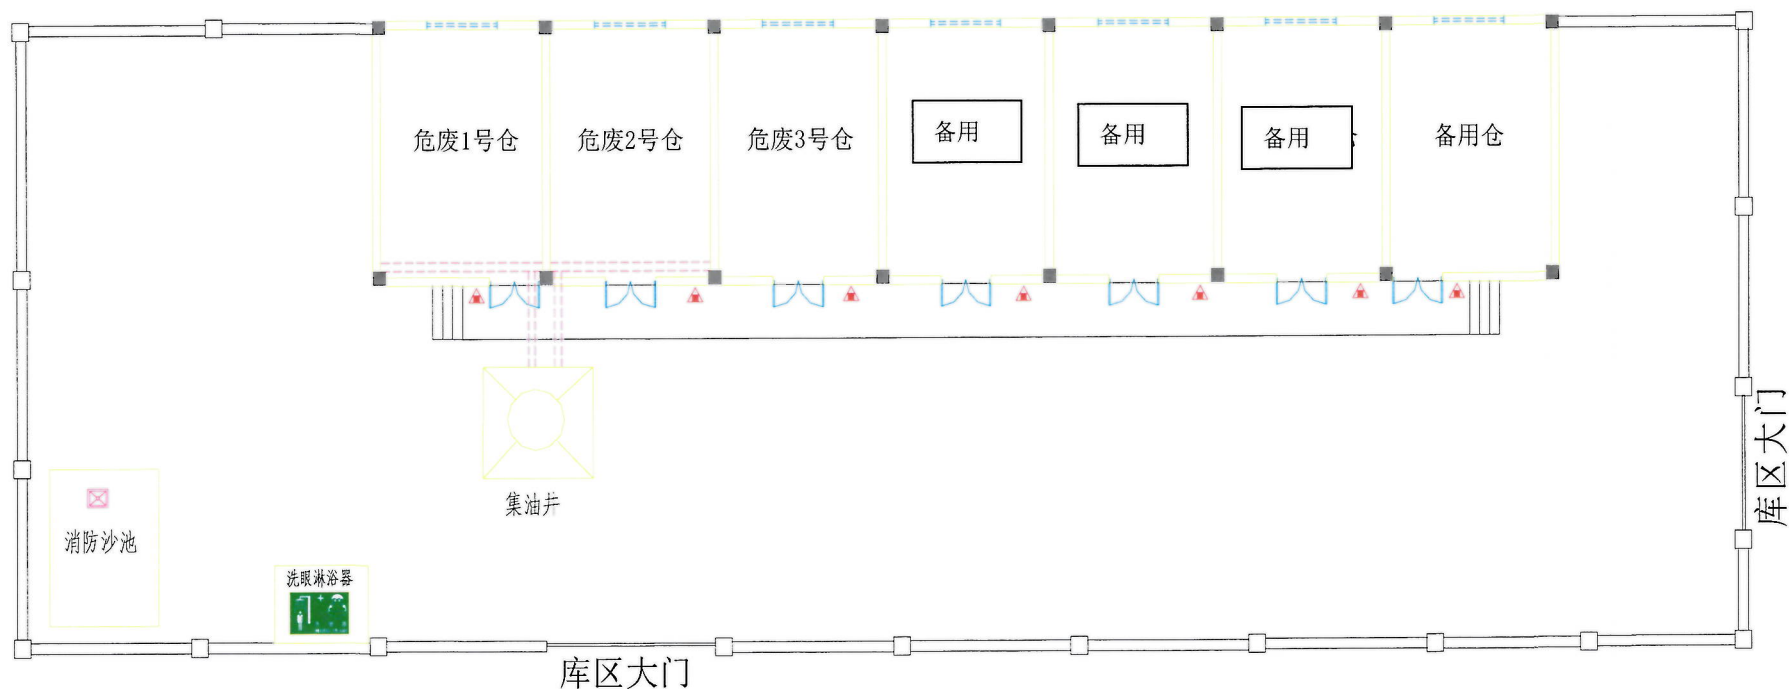 危废1号仓
危废2号仓
危废3号仓
备用
备用
备用
备用仓
集油井
消防沙池
洗眼淋浴器
库区大门
库区大门